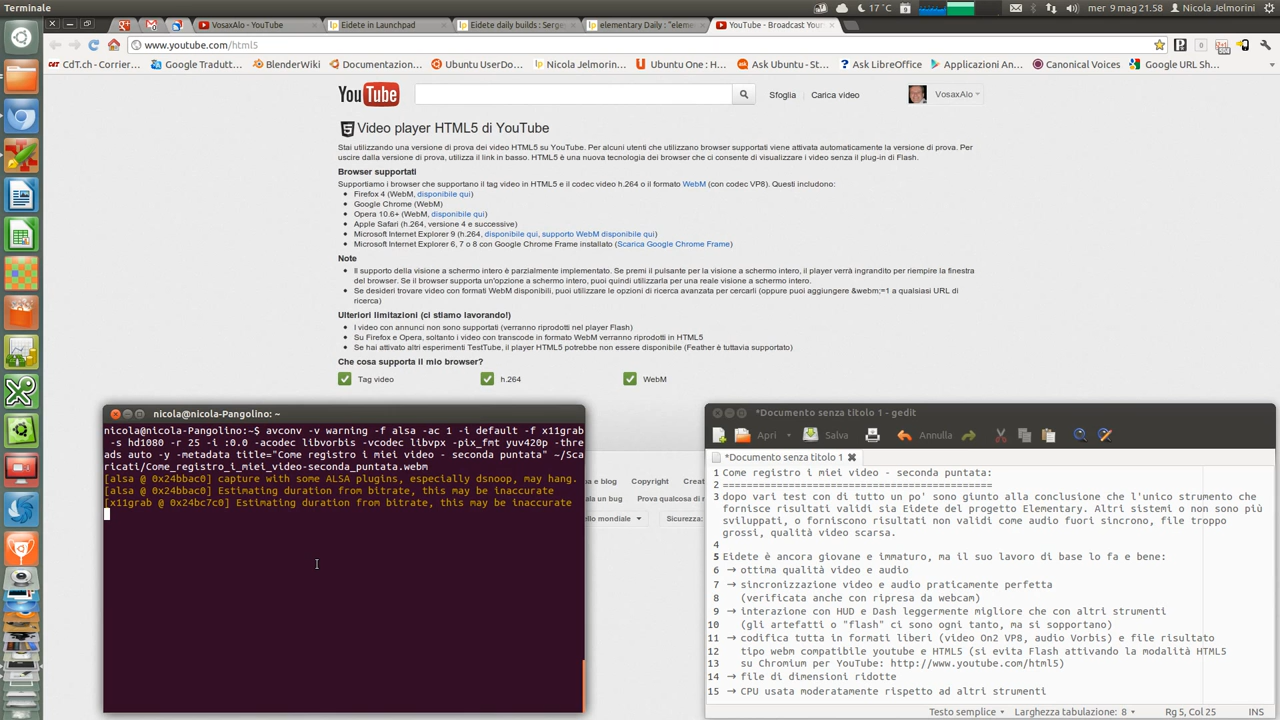 Terminale
17 °C
mer 9 mag 21.58
Nicola Jelmorini
VosaxAlo - YouTube
Eidete in Launchpad
Eidete daily builds : Serge
elementary Daily : "eleme
YouTube - Broadcast Your
www.youtube.com/html5
CdT.ch - Corrier...
Google Tradutt...
BlenderWiki
Documentazion...
Ubuntu UserDo...
Nicola Jelmorin...
Ubuntu One : H...
Ask Ubuntu - St...
Ask LibreOffice
Applicazioni An...
Canonical Voices
Google URL Sh...
YouTube
Sfoglia
Carica video
VosaxAlo
Video player HTML5 di YouTube
Stai utilizzando una versione di prova dei video HTML5 su YouTube. Per alcuni utenti che utilizzano browser supportati viene attivata automaticamente la versione di prova. Per
uscire dalla versione di prova, utilizza il link in basso. HTML5 è una nuova tecnologia dei browser che ci consente di visualizzare i video senza il plug-in di Flash.
Browser supportati
Supportiamo i browser che supportano il tag video in HTML5 e il codec video h.264 o il formato WebM (con codec VP8). Questi includono:
Firefox 4 (WebM, disponibile qui)
Google Chrome (WebM)
Opera 10.6+ (WebM, disponibile qui)
Apple Safari (h.264, versione 4 e successive)
Microsoft Internet Explorer 9 (h.264, disponibile qui, supporto WebM disponibile qui)
Microsoft Internet Explorer 6, 7 o 8 con Google Chrome Frame installato (Scarica Google Chrome Frame)
Note
Il supporto della visione a schermo intero è parzialmente implementato. Se premi il pulsante per la visione a schermo intero, il player verrà ingrandito per riempire la finestra
del browser. Se il browser supporta un'opzione a schermo intero, puoi quindi utilizzarla per una reale visione a schermo intero.
Se desideri trovare video con formati WebM disponibili, puoi utilizzare le opzioni di ricerca avanzata per cercarli (oppure puoi aggiungere &webm;=1 a qualsiasi URL di
ricerca)
Ulteriori limitazioni (ci stiamo lavorando!)
I video con annunci non sono supportati (verranno riprodotti nel player Flash)
Su Firefox e Opera, soltanto i video con transcode in formato WebM verranno riprodotti in HTML5
Se hai attivato altri esperimenti TestTube, il player HTML5 potrebbe non essere disponibile (Feather è tuttavia supportato)
Che cosa supporta il mio browser?
Tag video
h.264
WebM
nicola@nicola-Pangolino: ~
nicola@nicola-Pangolino:~$ avconv -v warning -f alsa -ac 1 -i default -f x11grab
-s hd1080 -r 25 -i :0.0 -acodec libvorbis -vcodec libvpx -pix_fmt yuv420p -thre
ads auto -y -metadata title="Come registro i miei video - seconda puntata" ~/Sca
ricati/Come_registro_i_miei_video-seconda_puntata.webm
[alsa @ 0x24bbac0] capture with some ALSA plugins, especially dsnoop, may hang.
[alsa @ 0x24bbac0] Estimating duration from bitrate, this may be inaccurate
[x11grab @ 0x24bc7c0] Estimating duration from bitrate, this may be inaccurate
di questo sito
Copyright
Creator
ala un bug
Prova qualcosa di
ello mondiale
Sicurezza:
*Documento senza titolo 1 - gedit
Apri
Salva
Annulla
*Documento senza titolo 1
1 Come registro i miei video - seconda puntata:
2 ============================================
3 dopo vari test con di tutto un po' sono giunto alla conclusione che l'unico strumento che
fornisce risultati validi sia Eidete del progetto Elementary. Altri sistemi o non sono più
sviluppati, o forniscono risultati non validi come audio fuori sincrono, file troppo
grossi, qualità video scarsa.
4
5 Eidete è ancora giovane e immaturo, ma il suo lavoro di base lo fa e bene:
6 → ottima qualità video e audio
7 → sincronizzazione video e audio praticamente perfetta
8 (verificata anche con ripresa da webcam)
9 → interazione con HUD e Dash leggermente migliore che con altri strumenti
10 (gli artefatti o "flash" ci sono ogni tanto, ma si sopportano)
11 → codifica tutta in formati liberi (video On2 VP8, audio Vorbis) e file risultato
12 tipo webm compatibile youtube e HTML5 (si evita Flash attivando la modalità HTML5
13 su Chromium per YouTube: http://www.youtube.com/html5)
14 → file di dimensioni ridotte
15 → CPU usata moderatamente rispetto ad altri strumenti
Testo semplice
Larghezza tabulazione: 8
Rg 5, Col 25
INS